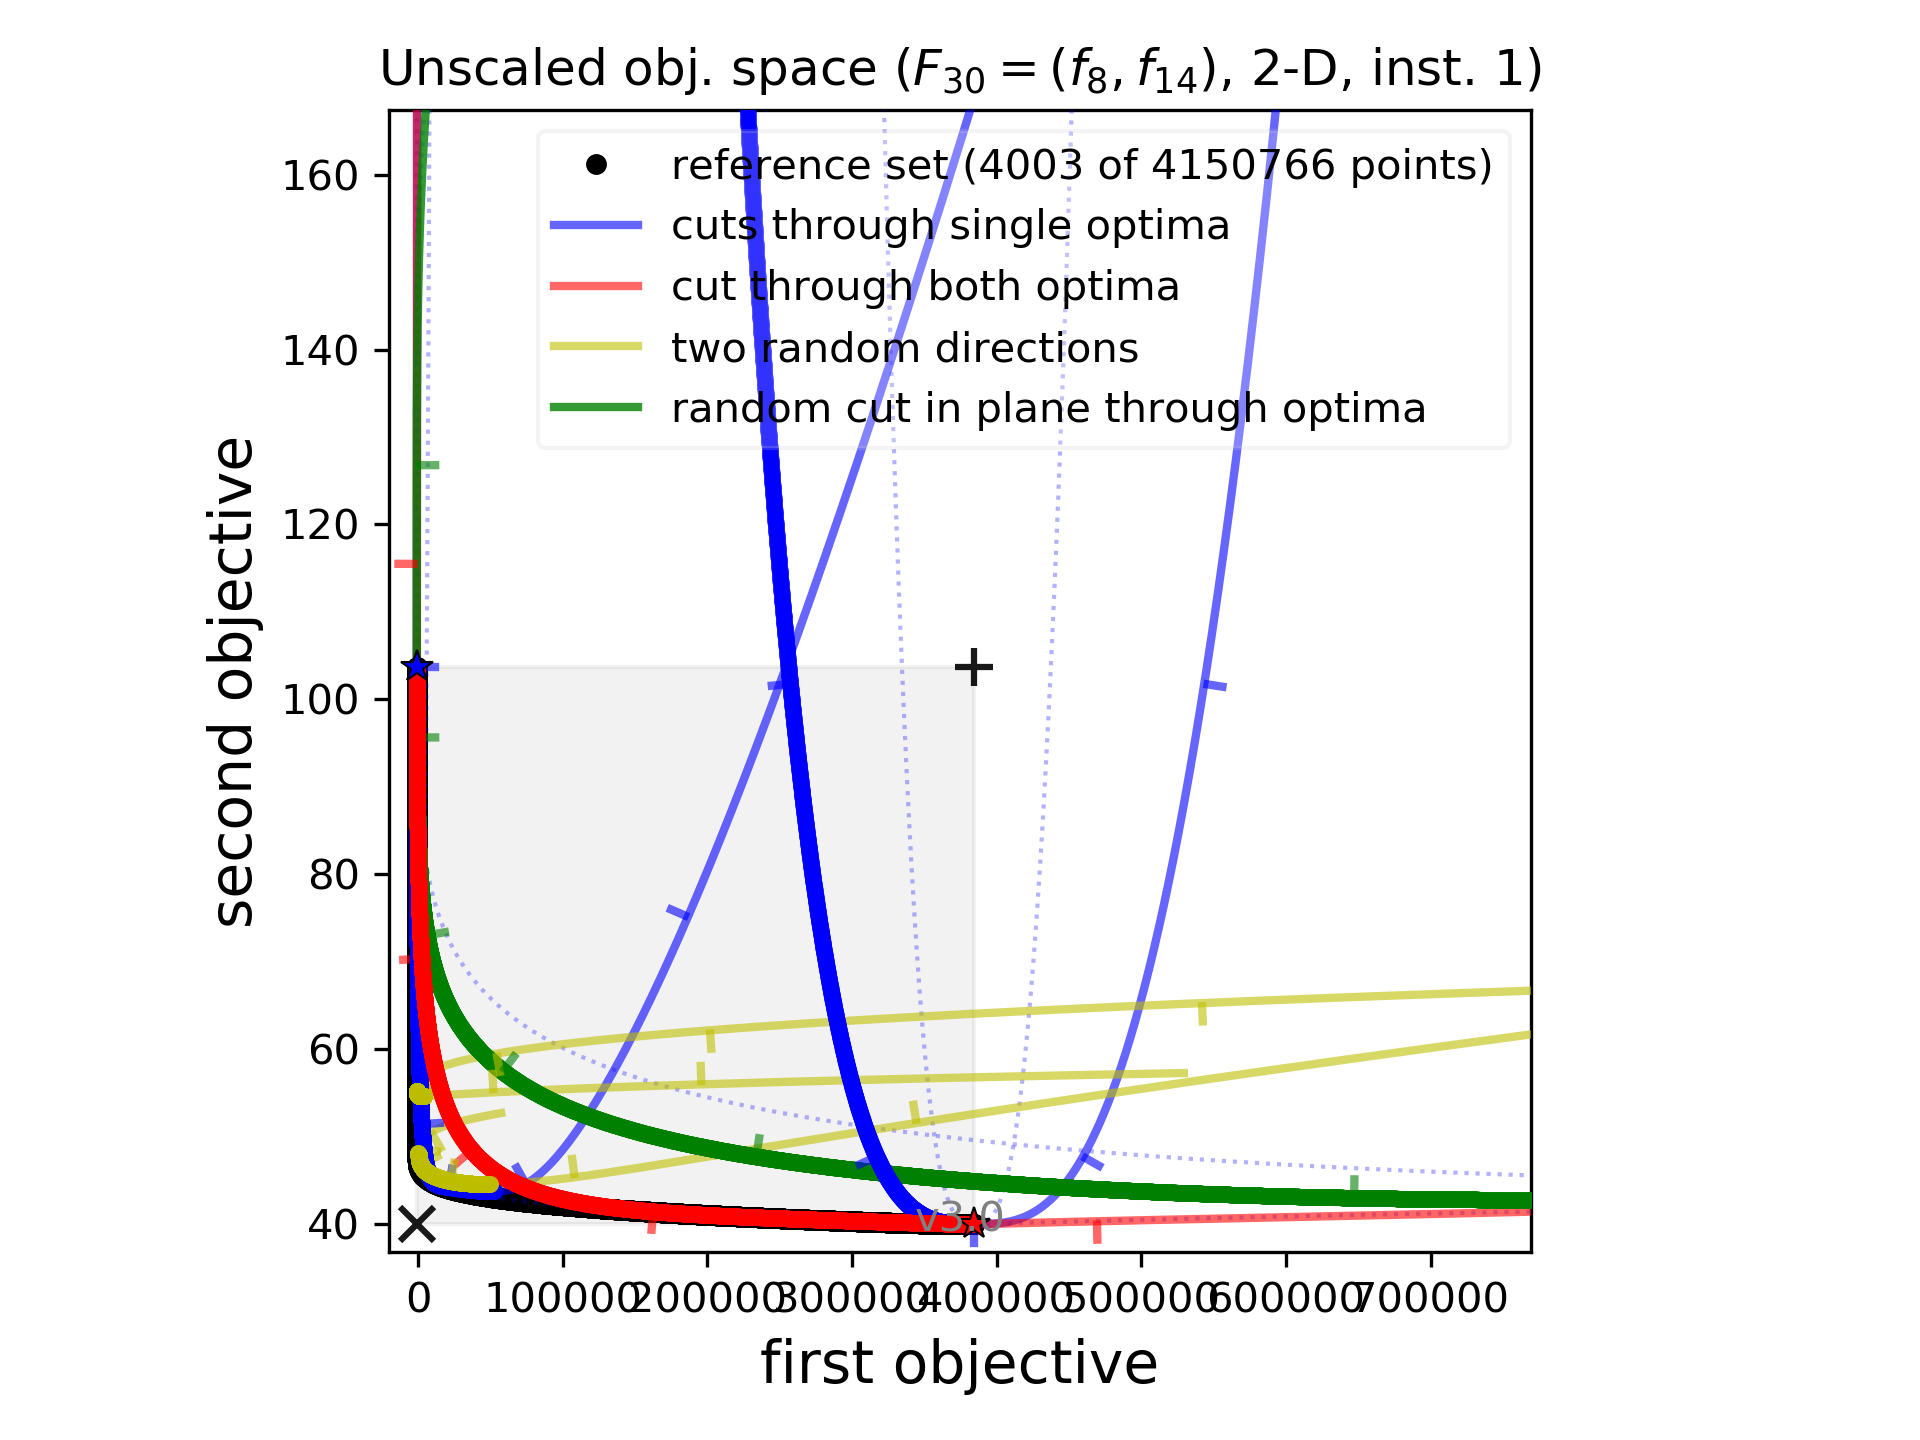 Unscaled obj. space (F30 = (f8, f14), 2-D, inst. 1)
reference set (4003 of 4150766 points)
cuts through single optima
cut through both optima
two random directions
random cut in plane through optima
160
140
120
100
80
60
40
second objective
v3.0
0 100000 200000 300000 400000 500000 600000 700000
first objective